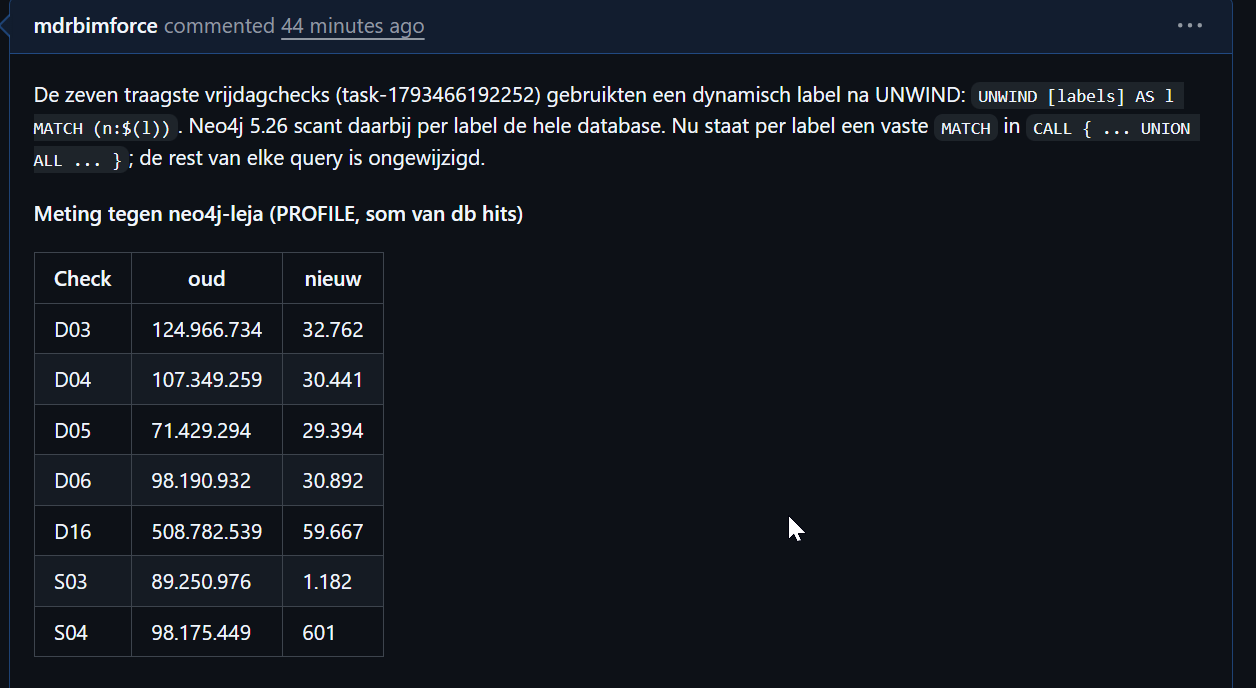 mdrbimforce commented 44 minutes ago
De zeven traagste vrijdagchecks (task-1793466192252) gebruikten een dynamisch label na UNWIND: UNWIND [labels] AS l
MATCH (n:$(l)). Neo4j 5.26 scant daarbij per label de hele database. Nu staat per label een vaste MATCH in CALL { ... UNION
ALL ... }; de rest van elke query is ongewijzigd.
Meting tegen neo4j-leja (PROFILE, som van db hits)
Check oud nieuw
D03 124.966.734 32.762
D04 107.349.259 30.441
D05 71.429.294 29.394
D06 98.190.932 30.892
D16 508.782.539 59.667
S03 89.250.976 1.182
S04 98.175.449 601